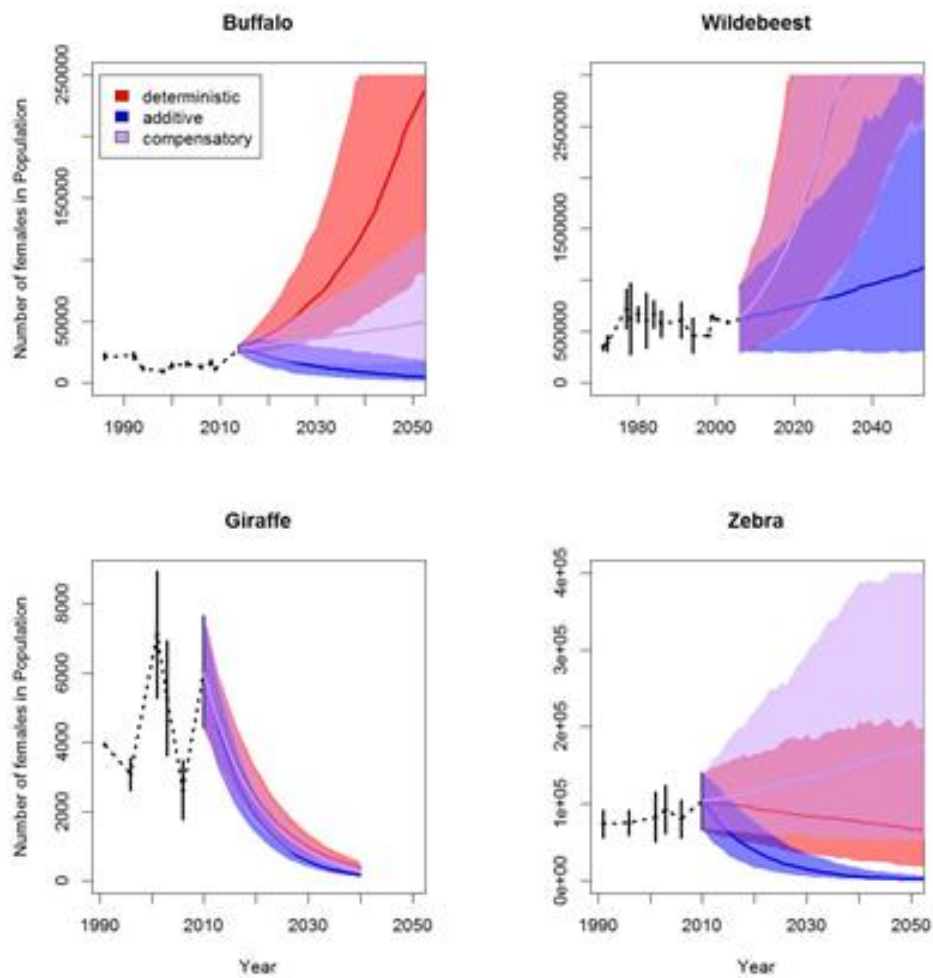 Buffalo
Number of females in Population
0
50000
150000
250000
deterministic
additive
compensatory
1990
2010
2030
2050
Wildebeest
0
500000
1500000
2500000
1980
2000
2020
2040
Giraffe
Number of females in Population
0
2000
4000
6000
8000
1990
2010
2030
2050
Year
Zebra
0e+00
1e+05
2e+05
3e+05
4e+05
1990
2010
2030
2050
Year